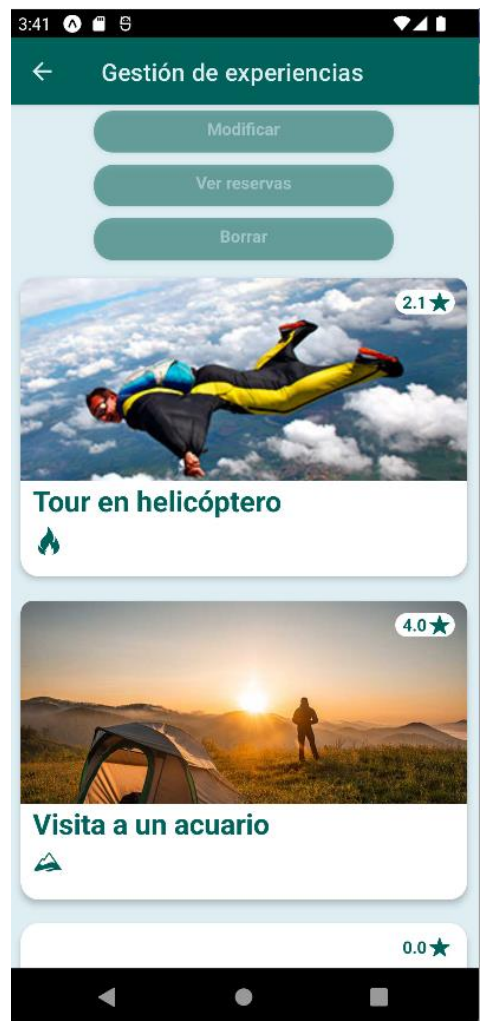 3:41
Gestión de experiencias
Modificar
Ver reservas
Borrar
2.1
Tour en helicóptero
4.0
Visita a un acuario
0.0